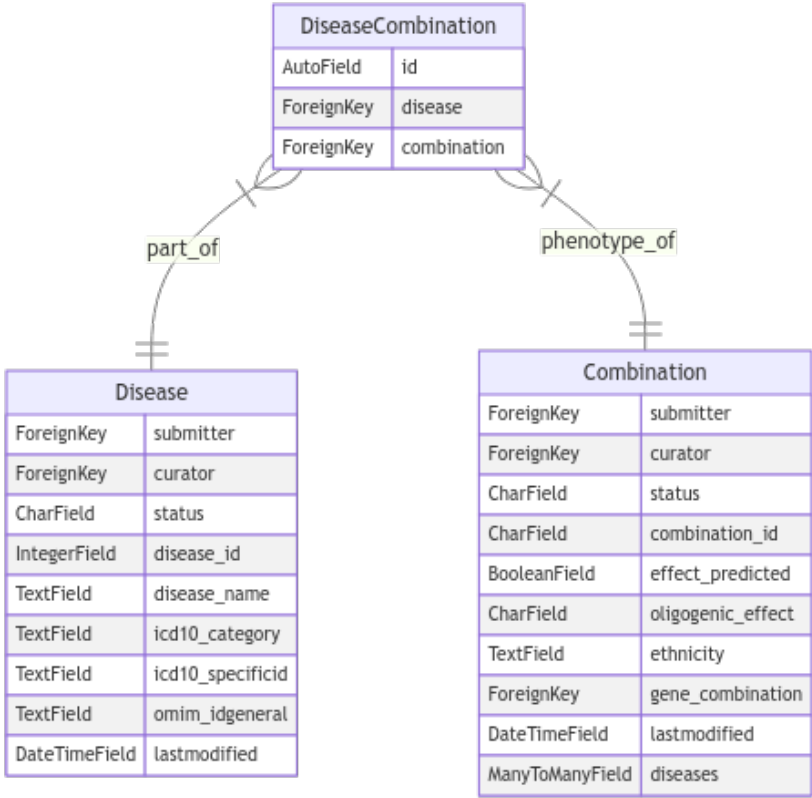 DiseaseCombination
AutoField id
ForeignKey disease
ForeignKey combination
part_of
phenotype_of
Disease
ForeignKey submitter
ForeignKey curator
CharField status
IntegerField disease_id
TextField disease_name
TextField icd10_category
TextField icd10_specificid
TextField omim_idgeneral
DateTimeField lastmodified
Combination
ForeignKey submitter
ForeignKey curator
CharField status
CharField combination_id
BooleanField effect_predicted
CharField oligogenic_effect
TextField ethnicity
ForeignKey gene_combination
DateTimeField lastmodified
ManyToManyField diseases